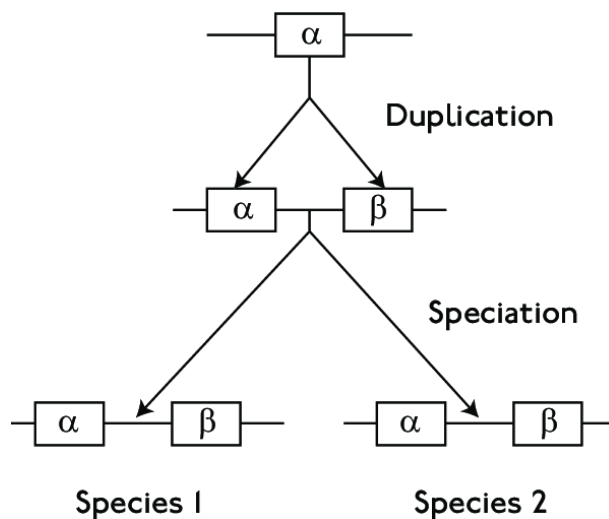 α
Duplication
α β
Speciation
α β α β
Species 1 Species 2